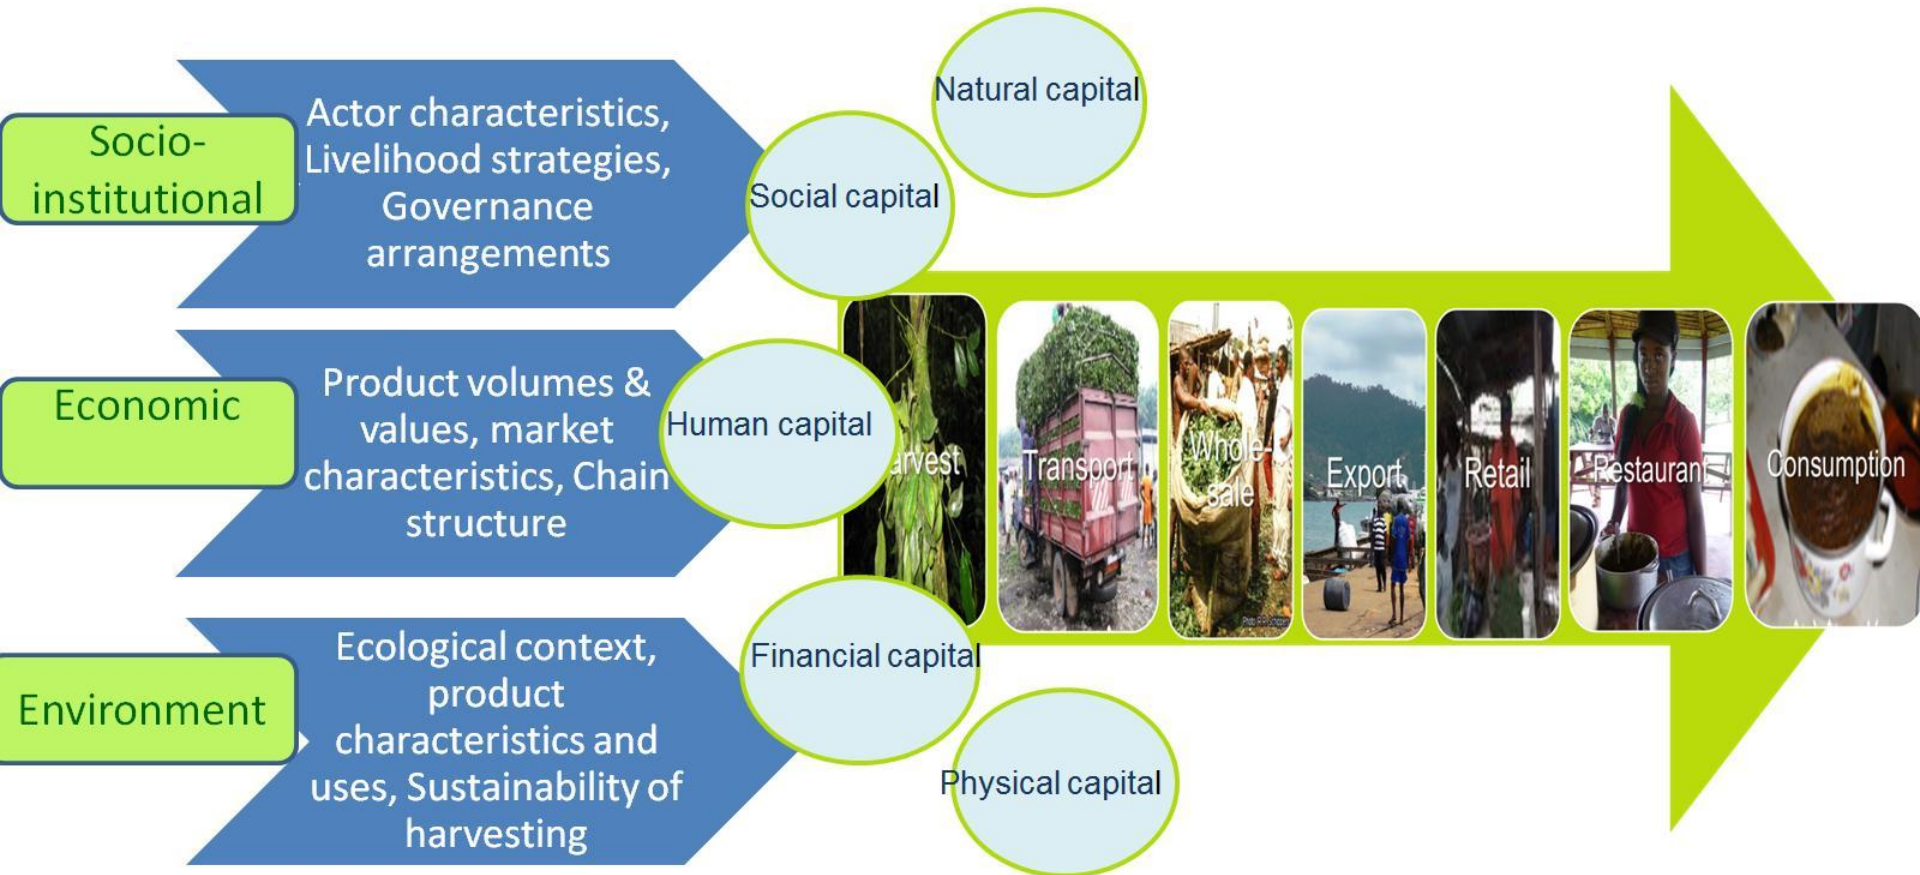 Socio-
institutional
Actor characteristics,
Livelihood strategies,
Governance
arrangements
Economic
Product volumes &
values, market
characteristics, Chain
structure
Environment
Ecological context,
product
characteristics and
uses, Sustainability of
harvesting
Natural capital
Social capital
Human capital
Financial capital
Physical capital
arvest
Transport
Whole-
sale
Export
Retail
Restaurant
Consumption